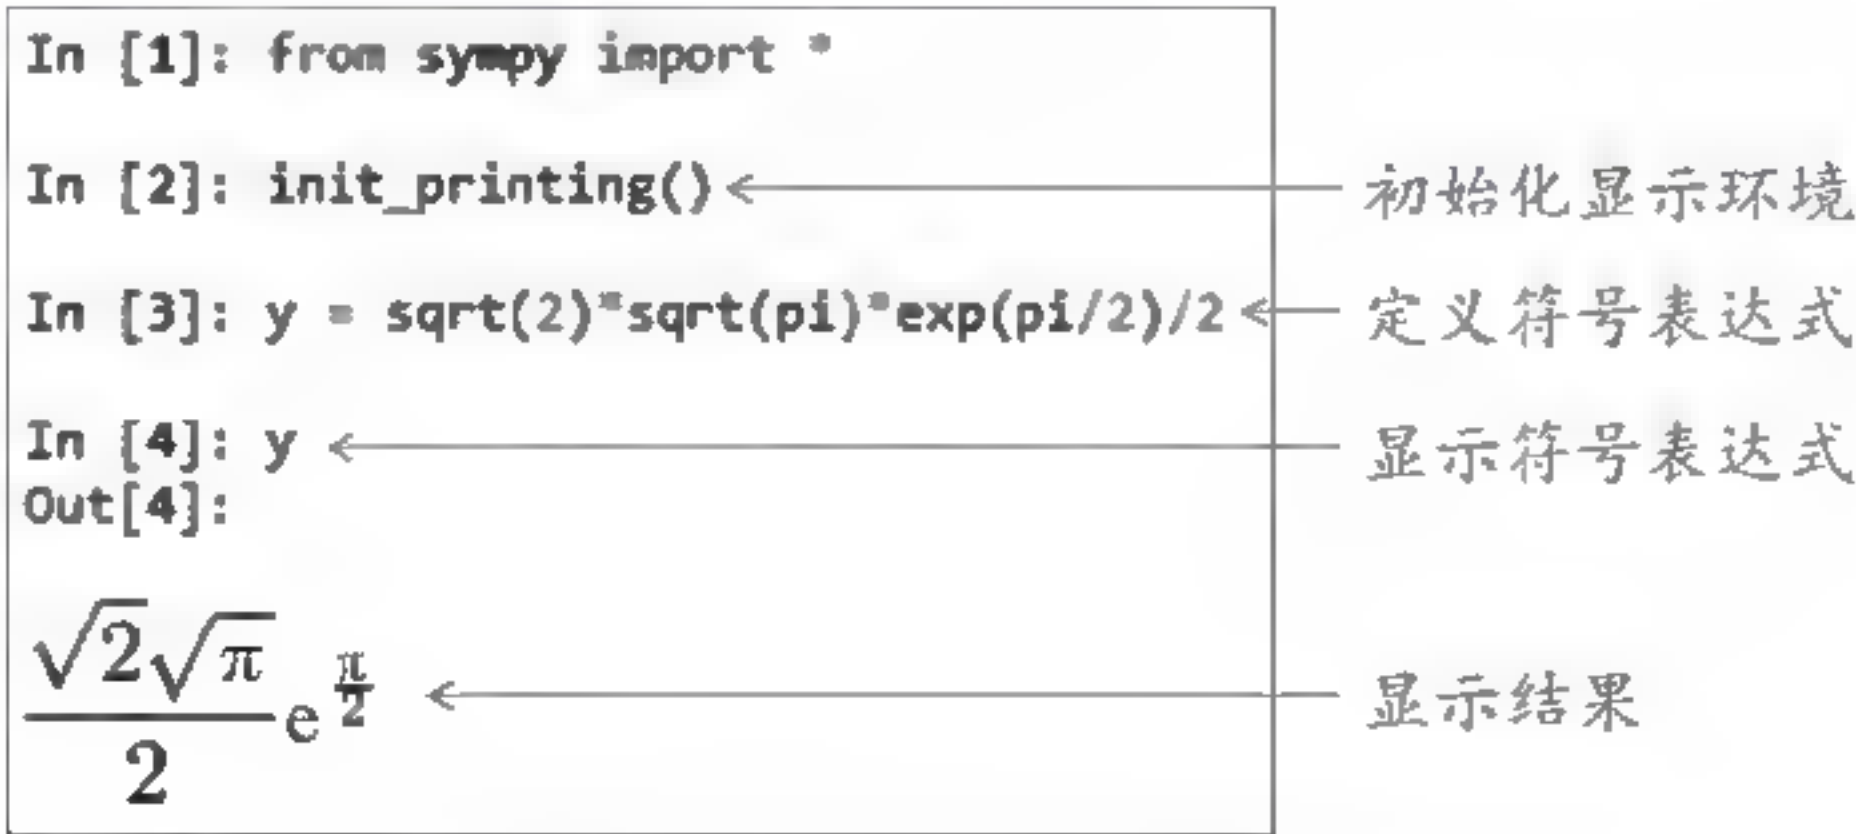 In [1]: from sympy import *
In [2]: init_printing() 初始化显示环境
In [3]: y = sqrt(2)*sqrt(pi)*exp(pi/2)/2 定义符号表达式
In [4]: y 显示符号表达式
Out[4]:
√2√π/2 e^π/2 显示结果